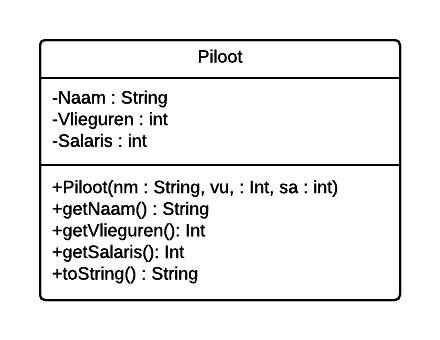 Piloot
-Naam : String
-Vlieguren : int
-Salaris : int
+Piloot(nm : String, vu, : Int, sa : int)
+getNaam() : String
+getVlieguren(): Int
+getSalaris(): Int
+toString() : String